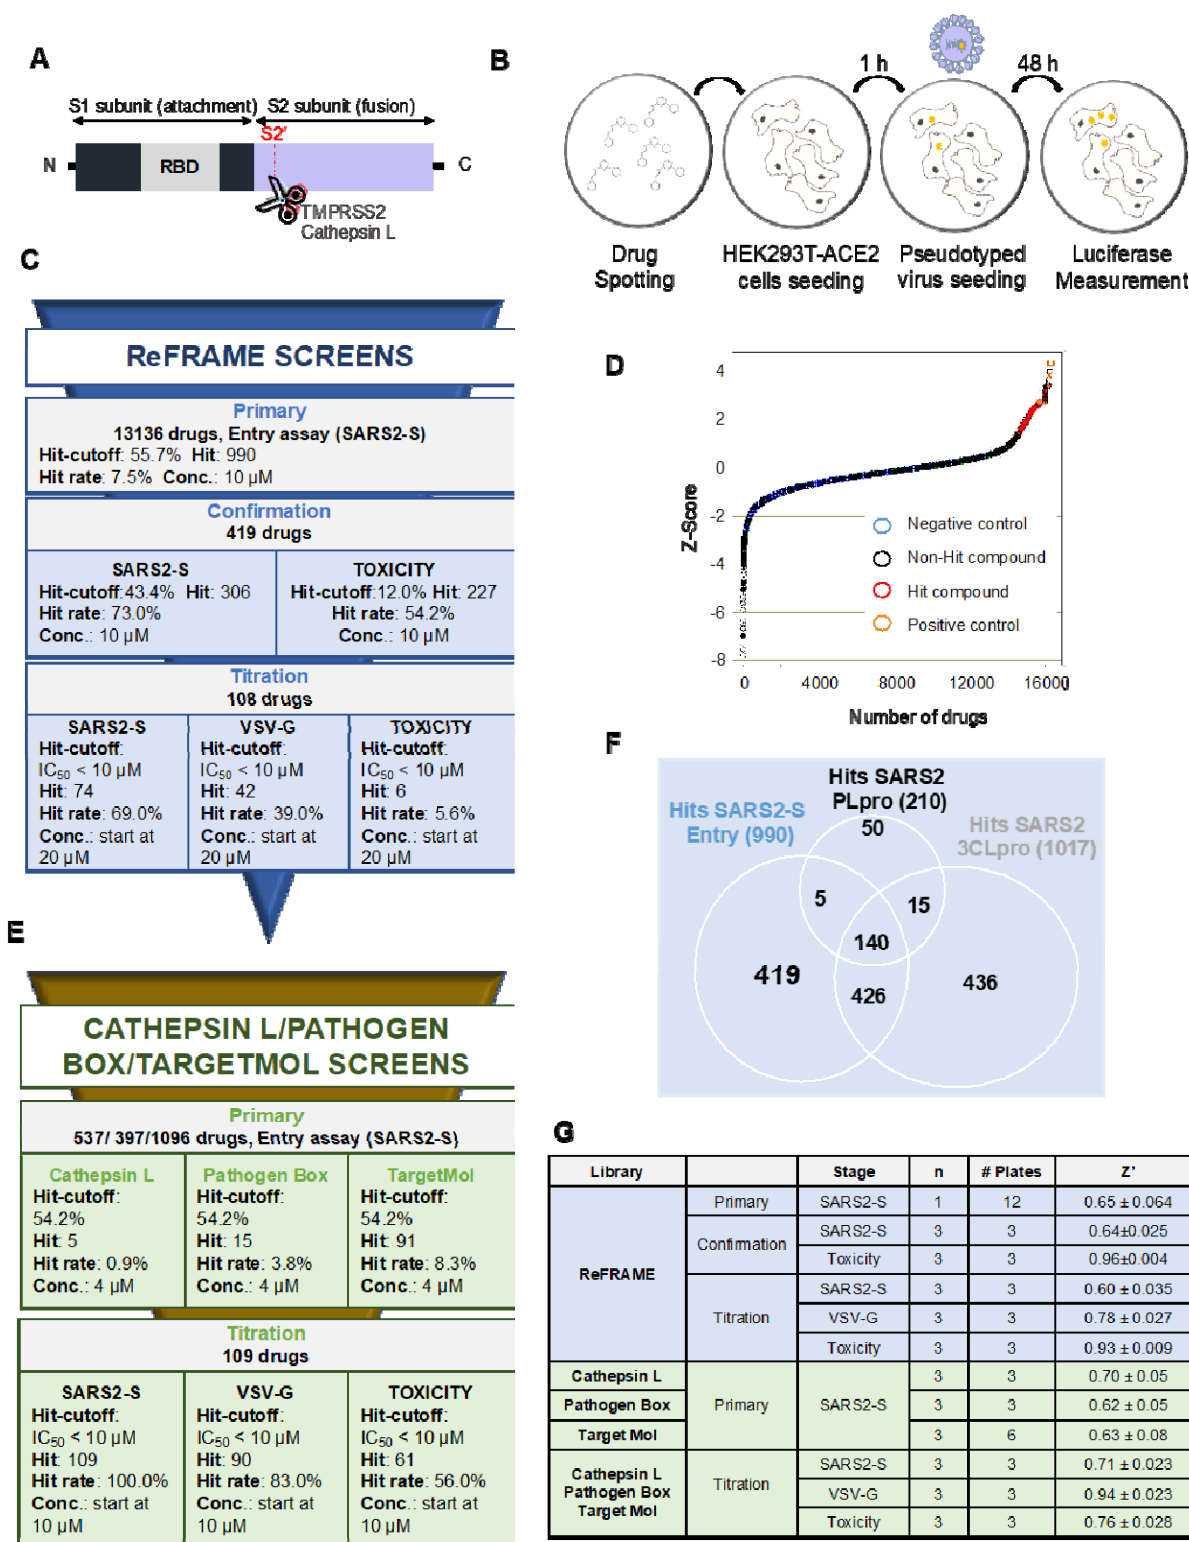 A
S1 subunit (attachment) S2 subunit (fusion)
S2'
N
RBD
C
TMPRSS2
Cathepsin L
B
1 h
48 h
Drug
Spotting
HEK293T-ACE2
cells seeding
Pseudotyped
virus seeding
Luciferase
Measurement
C
ReFRAME SCREENS
Primary
13136 drugs, Entry assay (SARS2-S)
Hit-cutoff: 55.7% Hit: 990
Hit rate: 7.5% Conc.: 10 µM
Confirmation
419 drugs
SARS2-S
Hit-cutoff:43.4% Hit: 306
Hit rate: 73.0%
Conc.: 10 µM
TOXICITY
Hit-cutoff:12.0% Hit: 227
Hit rate: 54.2%
Conc.: 10 µM
Titration
108 drugs
SARS2-S
Hit-cutoff:
IC50 < 10 µM
Hit: 74
Hit rate: 69.0%
Conc.: start at
20 µM
VSV-G
Hit-cutoff:
IC50 < 10 µM
Hit: 42
Hit rate: 39.0%
Conc.: start at
20 µM
TOXICITY
Hit-cutoff:
IC50 < 10 µM
Hit: 6
Hit rate: 5.6%
Conc.: start at
20 µM
D
4
2
0
-2
-4
-6
-8
Z-Score
Negative control
Non-Hit compound
Hit compound
Positive control
0 4000 8000 12000 16000
Number of drugs
E
CATHEPSIN L/PATHOGEN
BOX/TARGETMOL SCREENS
Primary
537/ 397/1096 drugs, Entry assay (SARS2-S)
Cathepsin L
Hit-cutoff:
54.2%
Hit: 5
Hit rate: 0.9%
Conc.: 4 µM
Pathogen Box
Hit-cutoff:
54.2%
Hit: 15
Hit rate: 3.8%
Conc.: 4 µM
TargetMol
Hit-cutoff:
54.2%
Hit: 91
Hit rate: 8.3%
Conc.: 4 µM
Titration
109 drugs
SARS2-S
Hit-cutoff:
IC50 < 10 µM
Hit: 109
Hit rate: 100.0%
Conc.: start at
10 µM
VSV-G
Hit-cutoff:
IC50 < 10 µM
Hit: 90
Hit rate: 83.0%
Conc.: start at
10 µM
TOXICITY
Hit-cutoff:
IC50 < 10 µM
Hit: 61
Hit rate: 56.0%
Conc.: start at
10 µM
F
Hits SARS2
PLpro (210)
Hits SARS2-S
Entry (990)
Hits SARS2
3CLpro (1017)
50
5
15
140
419
426
436
G
Library Stage n # Plates Z'
ReFRAME
Primary SARS2-S 1 12 0.65 ± 0.064
Confirmation SARS2-S 3 3 0.64±0.025
Toxicity 3 3 0.96±0.004
Titration SARS2-S 3 3 0.60 ± 0.035
VSV-G 3 3 0.78 ± 0.027
Toxicity 3 3 0.93 ± 0.009
Cathepsin L Primary SARS2-S 3 3 0.70 ± 0.05
Pathogen Box 3 3 0.62 ± 0.05
Target Mol 3 6 0.63 ± 0.08
Cathepsin L
Pathogen Box
Target Mol
Titration SARS2-S 3 3 0.71 ± 0.023
VSV-G 3 3 0.94 ± 0.023
Toxicity 3 3 0.76 ± 0.028